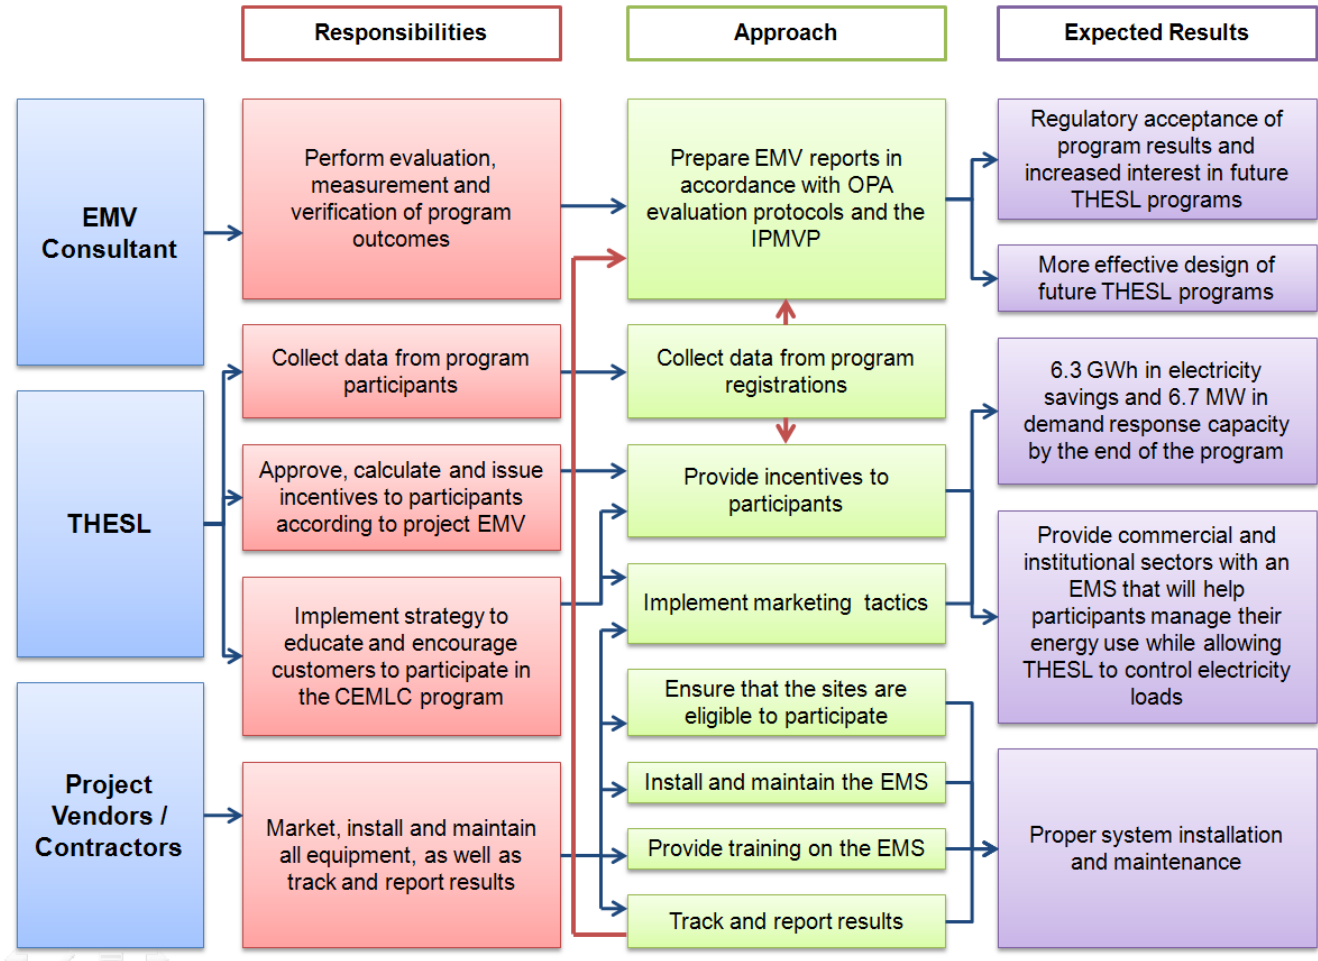 Responsibilities
Approach
Expected Results
EMV
Consultant
Perform evaluation,
measurement and
verification of program
outcomes
Prepare EMV reports in
accordance with OPA
evaluation protocols and the
IPMVP
Regulatory acceptance of
program results and
increased interest in future
THESL programs
More effective design of
future THESL programs
THESL
Collect data from program
participants
Collect data from program
registrations
6.3 GWh in electricity
savings and 6.7 MW in
demand response capacity
by the end of the program
Approve, calculate and issue
incentives to participants
according to project EMV
Provide incentives to
participants
Provide commercial and
institutional sectors with an
EMS that will help
participants manage their
energy use while allowing
THESL to control electricity
loads
Implement strategy to
educate and encourage
customers to participate in
the CEMLC program
Implement marketing tactics
Project
Vendors /
Contractors
Market, install and maintain
all equipment, as well as
track and report results
Ensure that the sites are
eligible to participate
Install and maintain the EMS
Provide training on the EMS
Track and report results
Proper system installation
and maintenance